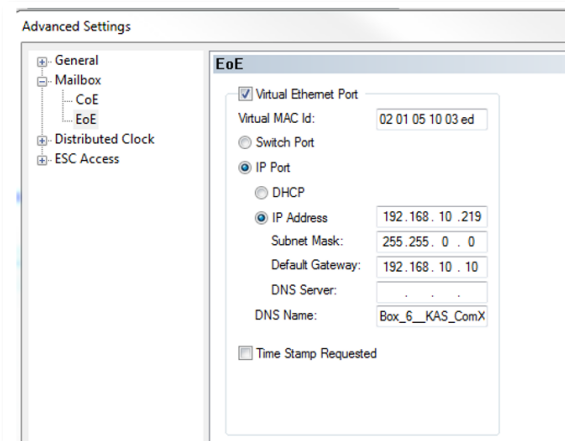 Advanced Settings
General
Mailbox
CoE
EoE
Distributed Clock
ESC Access
EoE
Virtual Ethernet Port
Virtual MAC Id: 02 01 05 10 03 ed
Switch Port
IP Port
DHCP
IP Address 192.168. 10 .219
Subnet Mask: 255.255. 0 . 0
Default Gateway: 192.168. 10 . 10
DNS Server: . . .
DNS Name: Box_6__KAS_ComX
Time Stamp Requested